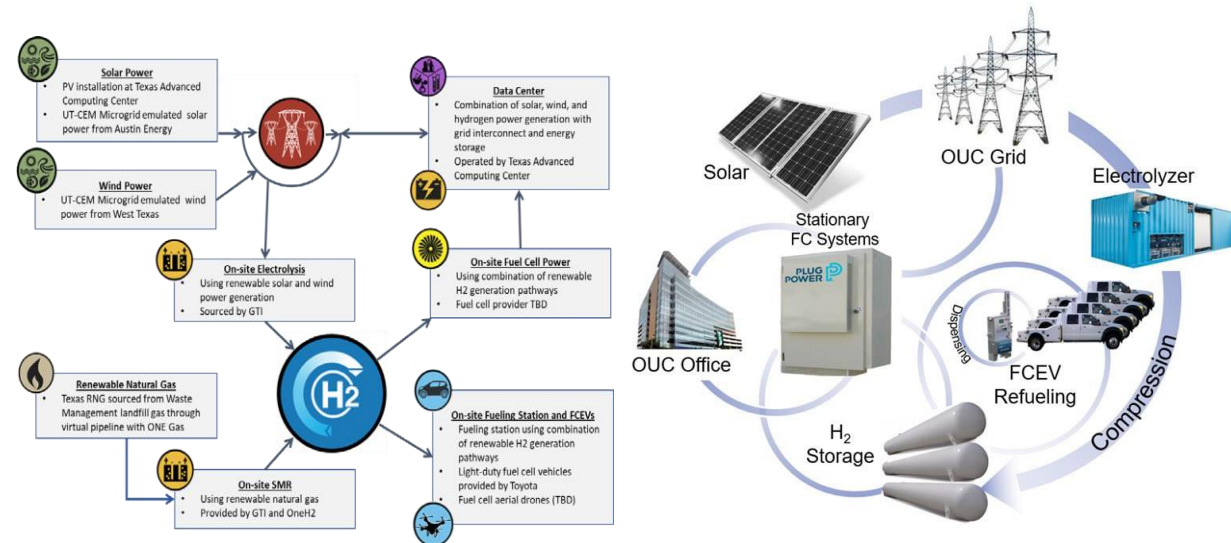 Solar Power
• PV installation at Texas Advanced
Computing Center
• UT-CEM Microgrid emulated solar
power from Austin Energy
Wind Power
• UT-CEM Microgrid emulated wind
power from West Texas
Data Center
• Combination of solar, wind, and
hydrogen power generation with
grid interconnect and energy
storage
• Operated by Texas Advanced
Computing Center
On-site Electrolysis
• Using renewable solar and wind
power generation
• Sourced by GTI
On-site Fuel Cell Power
• Using combination of renewable
H2 generation pathways
• Fuel cell provider TBD
H2
Renewable Natural Gas
• Texas RNG sourced from Waste
Management landfill gas through
virtual pipeline with ONE Gas
On-site SMR
• Using renewable natural gas
• Provided by GTI and OneH2
On-site Fueling Station and FCEVs
• Fueling station using combination
of renewable H2 generation
pathways
• Light-duty fuel cell vehicles
provided by Toyota
• Fuel cell aerial drones (TBD)
Solar
OUC Grid
Electrolyzer
Stationary
FC Systems
PLUG
POWER
OUC Office
Dispensing
FCEV
Refueling
Compression
H2
Storage